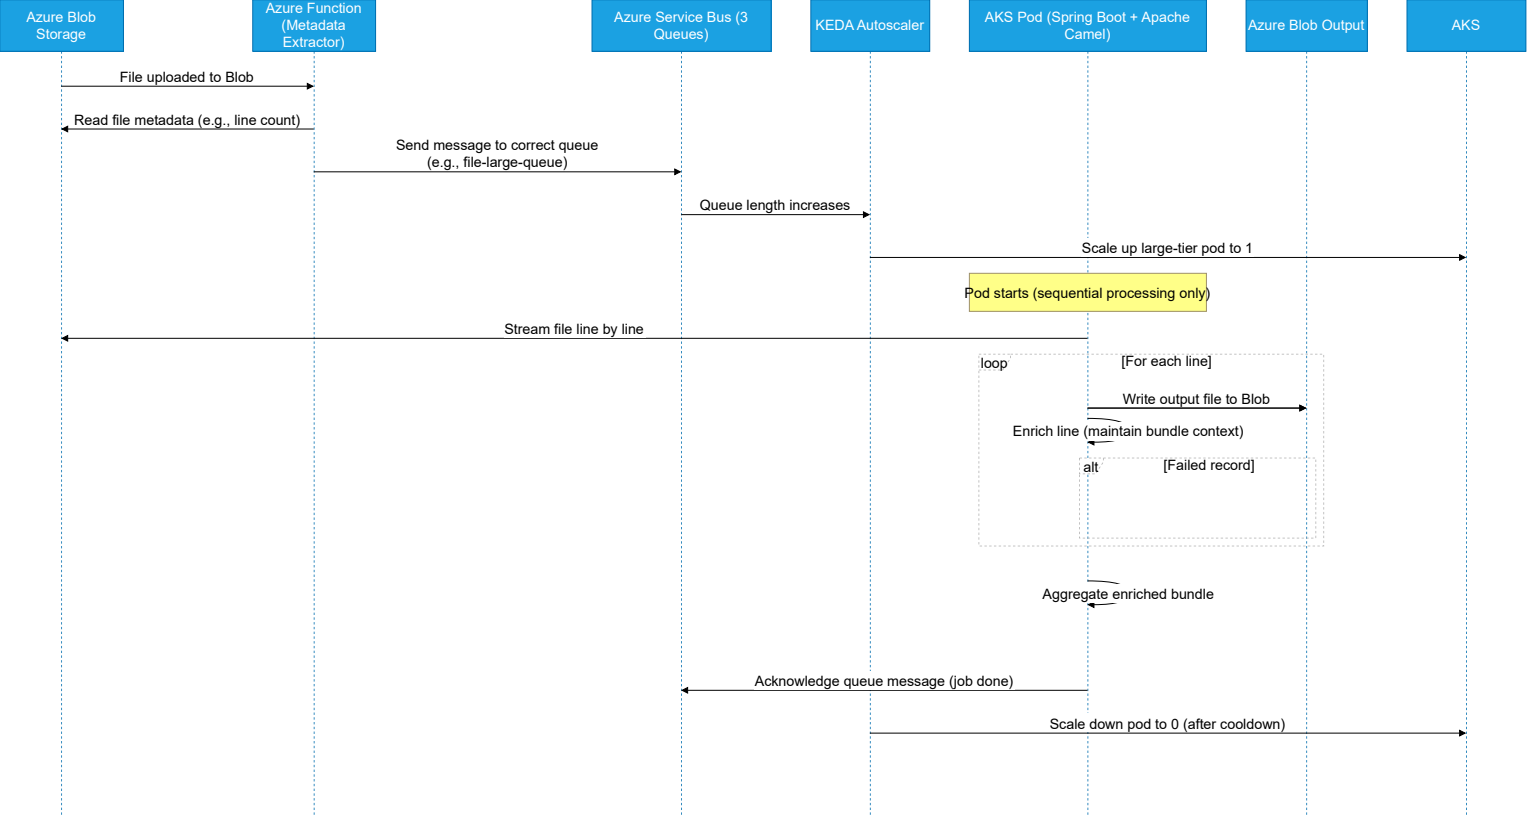 Azure Blob
Storage
Azure Function
(Metadata
Extractor)
Azure Service Bus (3
Queues)
KEDA Autoscaler
AKS Pod (Spring Boot + Apache
Camel)
Azure Blob Output
AKS
File uploaded to Blob
Read file metadata (e.g., line count)
Send message to correct queue
(e.g., file-large-queue)
Queue length increases
Scale up large-tier pod to 1
Pod starts (sequential processing only)
Stream file line by line
loop
[For each line]
Write output file to Blob
Enrich line (maintain bundle context)
alt
[Failed record]
Aggregate enriched bundle
Acknowledge queue message (job done)
Scale down pod to 0 (after cooldown)